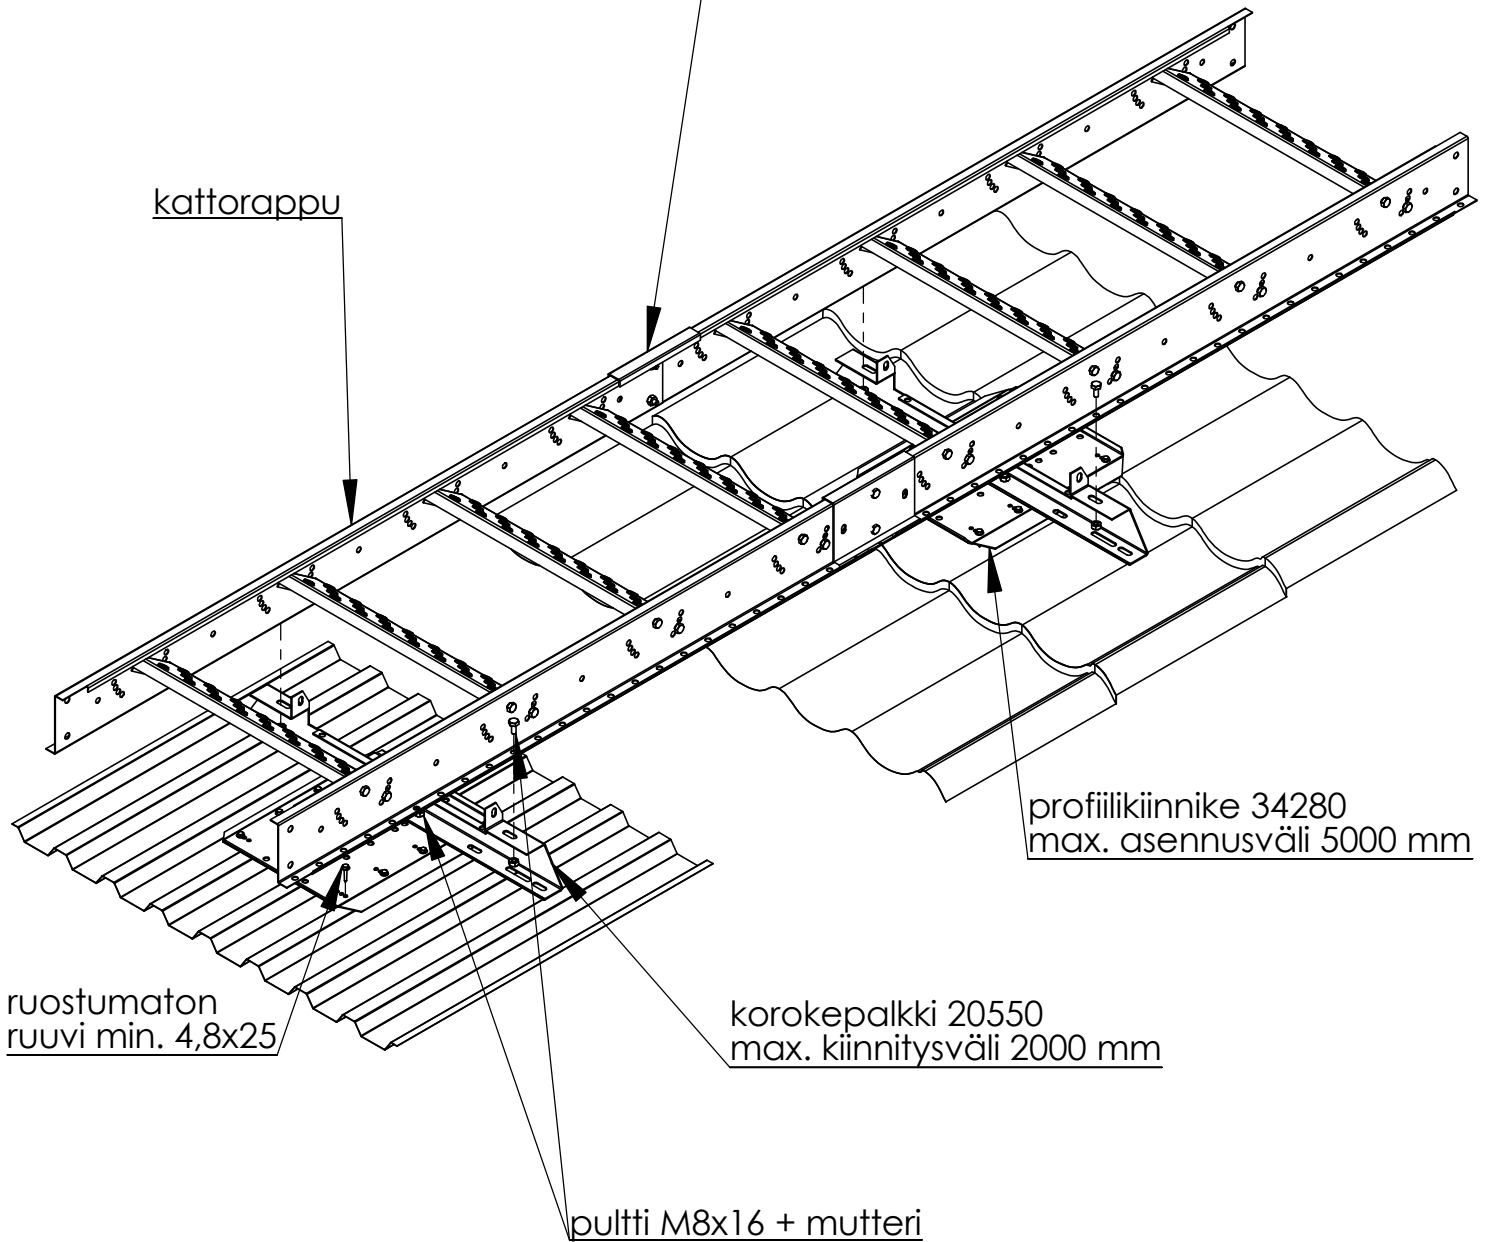 kattorappu
profiilikiinnike 34280
max. asennusväli 5000 mm
ruostumaton
ruuvi min. 4,8x25
korokepalkki 20550
max. kiinnitysväli 2000 mm
pultti M8x16 + mutteri